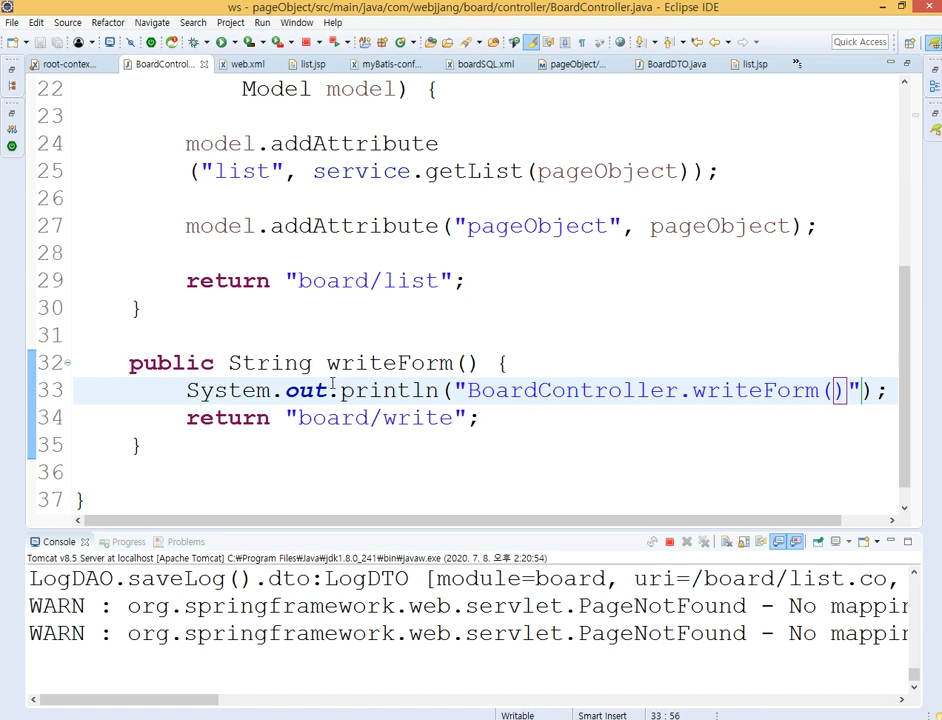 ws - pageObject/src/main/java/com/webjjang/board/controller/BoardController.java - Eclipse IDE
File Edit Source Refactor Navigate Search Project Run Window Help
Quick Access
root-contex... BoardControl... web.xml list.jsp myBatis-conf... boardSQL.xml pageObject/... BoardDTO.java list.jsp
22 Model model) {
23
24 model.addAttribute
25 ("list", service.getList(pageObject));
26
27 model.addAttribute("pageObject", pageObject);
28
29 return "board/list";
30 }
31
32 public String writeForm() {
33 System.out.println("BoardController.writeForm()");
34 return "board/write";
35 }
36
37 }
Console Progress Problems
Tomcat v8.5 Server at localhost [Apache Tomcat] C:₩Program Files₩Java₩jdk1.8.0_241₩bin₩javaw.exe (2020. 7. 8. 오후 2:20:54)
LogDAO.saveLog().dto:LogDTO [module=board, uri=/board/list.co,
WARN : org.springframework.web.servlet.PageNotFound - No mappin
WARN : org.springframework.web.servlet.PageNotFound - No mappin
Writable Smart Insert 33 : 56